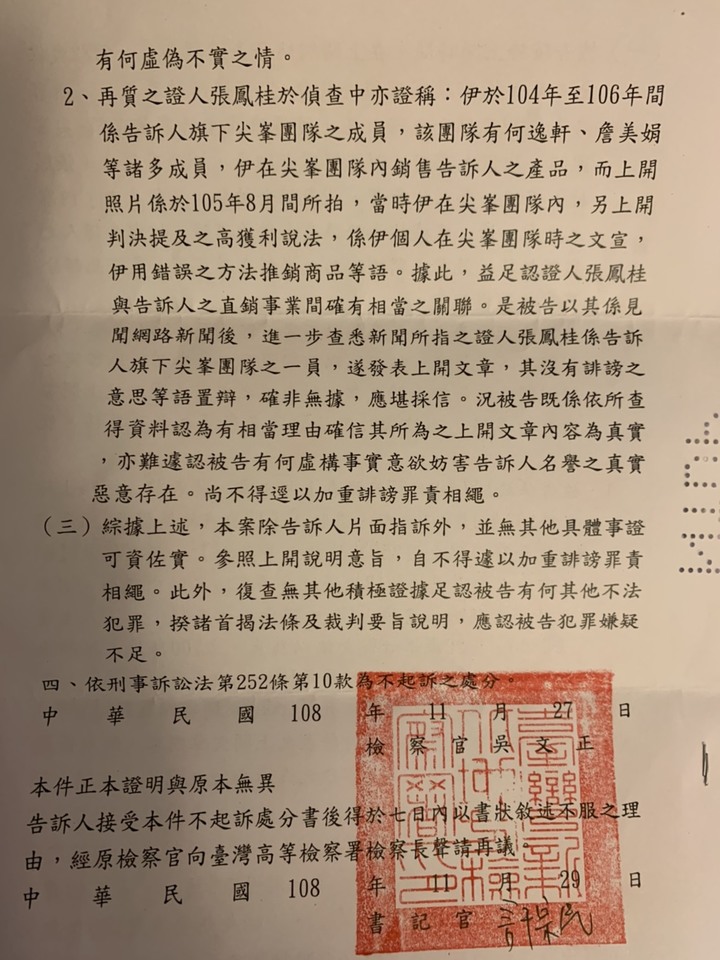 有何虛偽不實之情。
2、再質之證人張鳳桂於偵查中亦證稱：伊於104年至106年間
係告訴人旗下尖峯團隊之成員，該團隊有何逸軒、詹美娟
等諸多成員，伊在尖峯團隊內銷售告訴人之產品，而上開
照片係於105年8月間所拍，當時伊在尖峯團隊內，另上開
判決提及之高獲利說法，係伊個人在尖峯團隊時之文宣，
伊用錯誤之方法推銷商品等語。據此，益足認證人張鳳桂
與告訴人之直銷事業間確有相當之關聯。是被告以其係見
聞網路新聞後，進一步查悉新聞所指之證人張鳳桂係告訴
人旗下尖峯團隊之一員，遂發表上開文章，其沒有誹謗之
意思等語置辯，確非無據，應堪採信。況被告既係依所查
得資料認為有相當理由確信其所為之上開文章內容為真實
，亦難遽認被告有何虛構事實意欲妨害告訴人名譽之真實
惡意存在。尚不得逕以加重誹謗罪責相繩。
（三）綜據上述，本案除告訴人片面指訴外，並無其他具體事證
可資佐實。參照上開說明意旨，自不得遽以加重誹謗罪責
相繩。此外，復查無其他積極證據足認被告有何其他不法
犯罪，揆諸首揭法條及裁判要旨說明，應認被告犯罪嫌疑
不足。
四、依刑事訴訟法第252條第10款為不起訴之處分。
中 華 民 國 108 年 11 月 27 日
檢 察 官 吳 文 正
本件正本證明與原本無異
告訴人接受本件不起訴處分書後得於七日內以書狀敘述不服之理
由，經原檢察官向臺灣高等檢察署檢察長聲請再議。
中 華 民 國 108 年 11 月 29 日
書 記 官